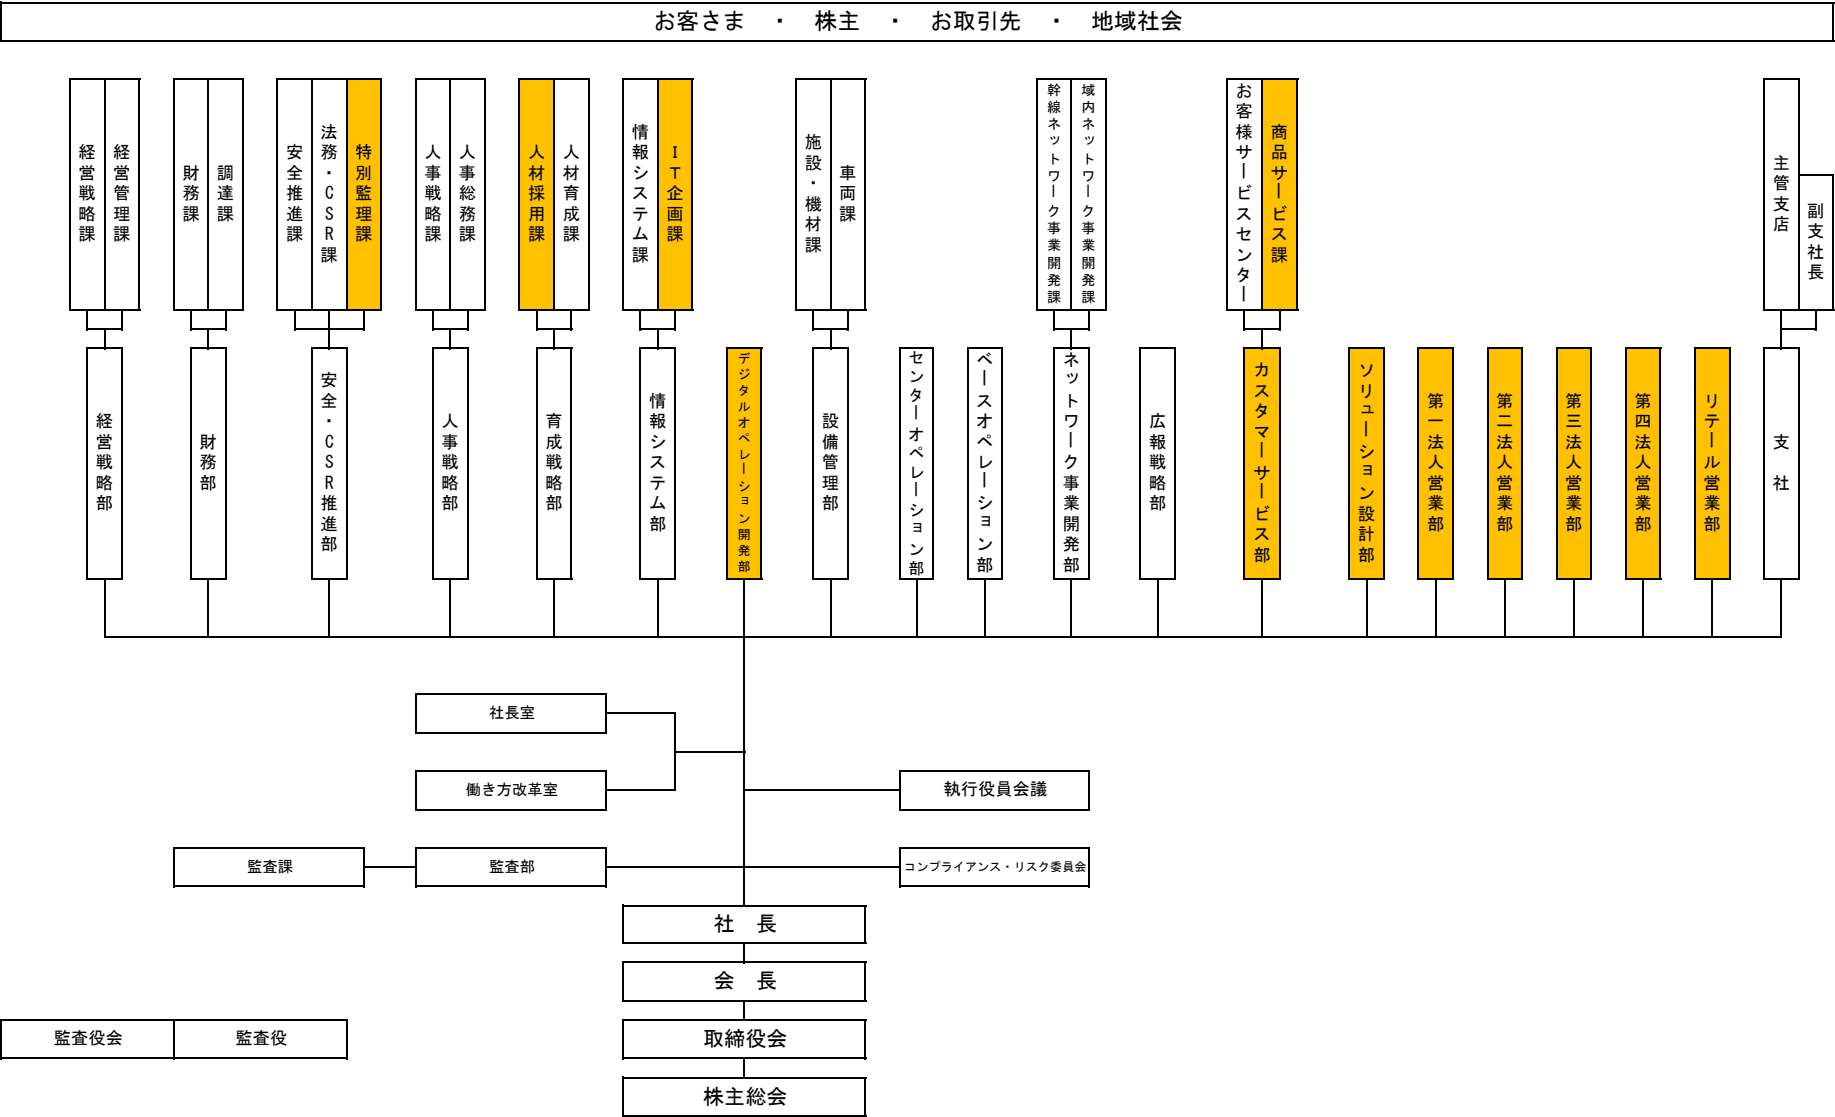 お客さま ・ 株主 ・ お取引先 ・ 地域社会
経営戦略課
経営管理課
財務課
調達課
安全推進課
法務・CSR課
特別監理課
人事戦略課
人事総務課
人材採用課
人材育成課
情報システム課
IT企画課
施設・機材課
車両課
幹線ネットワーク事業開発課
域内ネットワーク事業開発課
お客様サービスセンター
商品サービス課
主管支店
副支社長
経営戦略部
財務部
安全・CSR推進部
人事戦略部
育成戦略部
情報システム部
デジタルオペレーション開発部
設備管理部
センターオペレーション部
ベースオペレーション部
ネットワーク事業開発部
広報戦略部
カスタマーサービス部
ソリューション設計部
第一法人営業部
第二法人営業部
第三法人営業部
第四法人営業部
リテール営業部
支 社
社長室
働き方改革室
執行役員会議
監査課
監査部
コンプライアンス・リスク委員会
社 長
会 長
監査役会
監査役
取締役会
株主総会